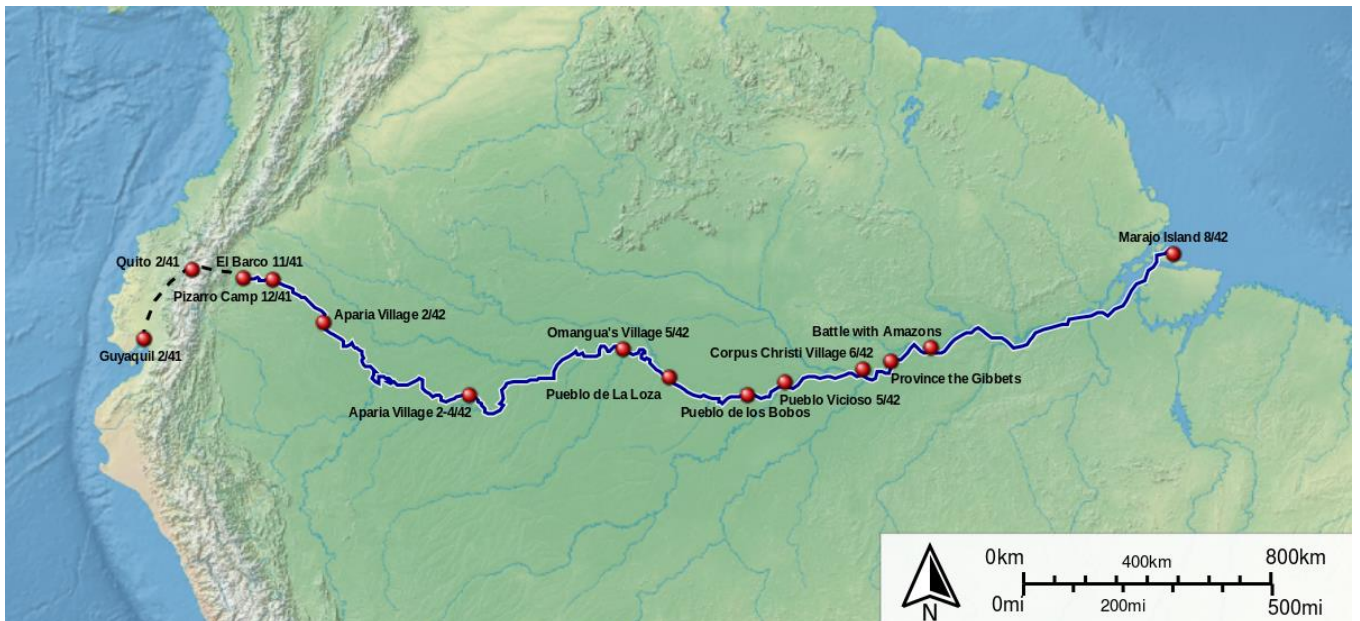 Marajo Island 8/42
Quito 2/41
El Barco 11/41
Pizarro Camp 12/41
Aparia Village 2/42
Guyaquil 2/41
Omangua's Village 5/42
Battle with Amazons
Corpus Christi Village 6/42
Province the Gibbets
Pueblo de La Loza
Pueblo Vicioso 5/42
Aparia Village 2-4/42
Pueblo de los Bobos
0km 400km 800km
0mi 200mi 500mi
N